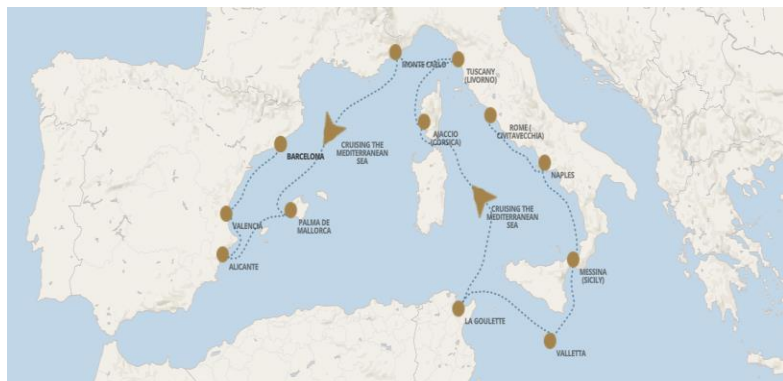 MONTE CARLO
TUSCANY
(LIVORNO)
AJACCIO
(CORSICA)
ROME (
CIVITAVECCHIA)
CRUISING THE
MEDITERRANEAN
SEA
BARCELONA
NAPLES
VALENCIA
PALMA DE
MALLORCA
CRUISING THE
MEDITERRANEAN
SEA
ALICANTE
MESSINA
(SICILY)
LA GOULETTE
VALLETTA